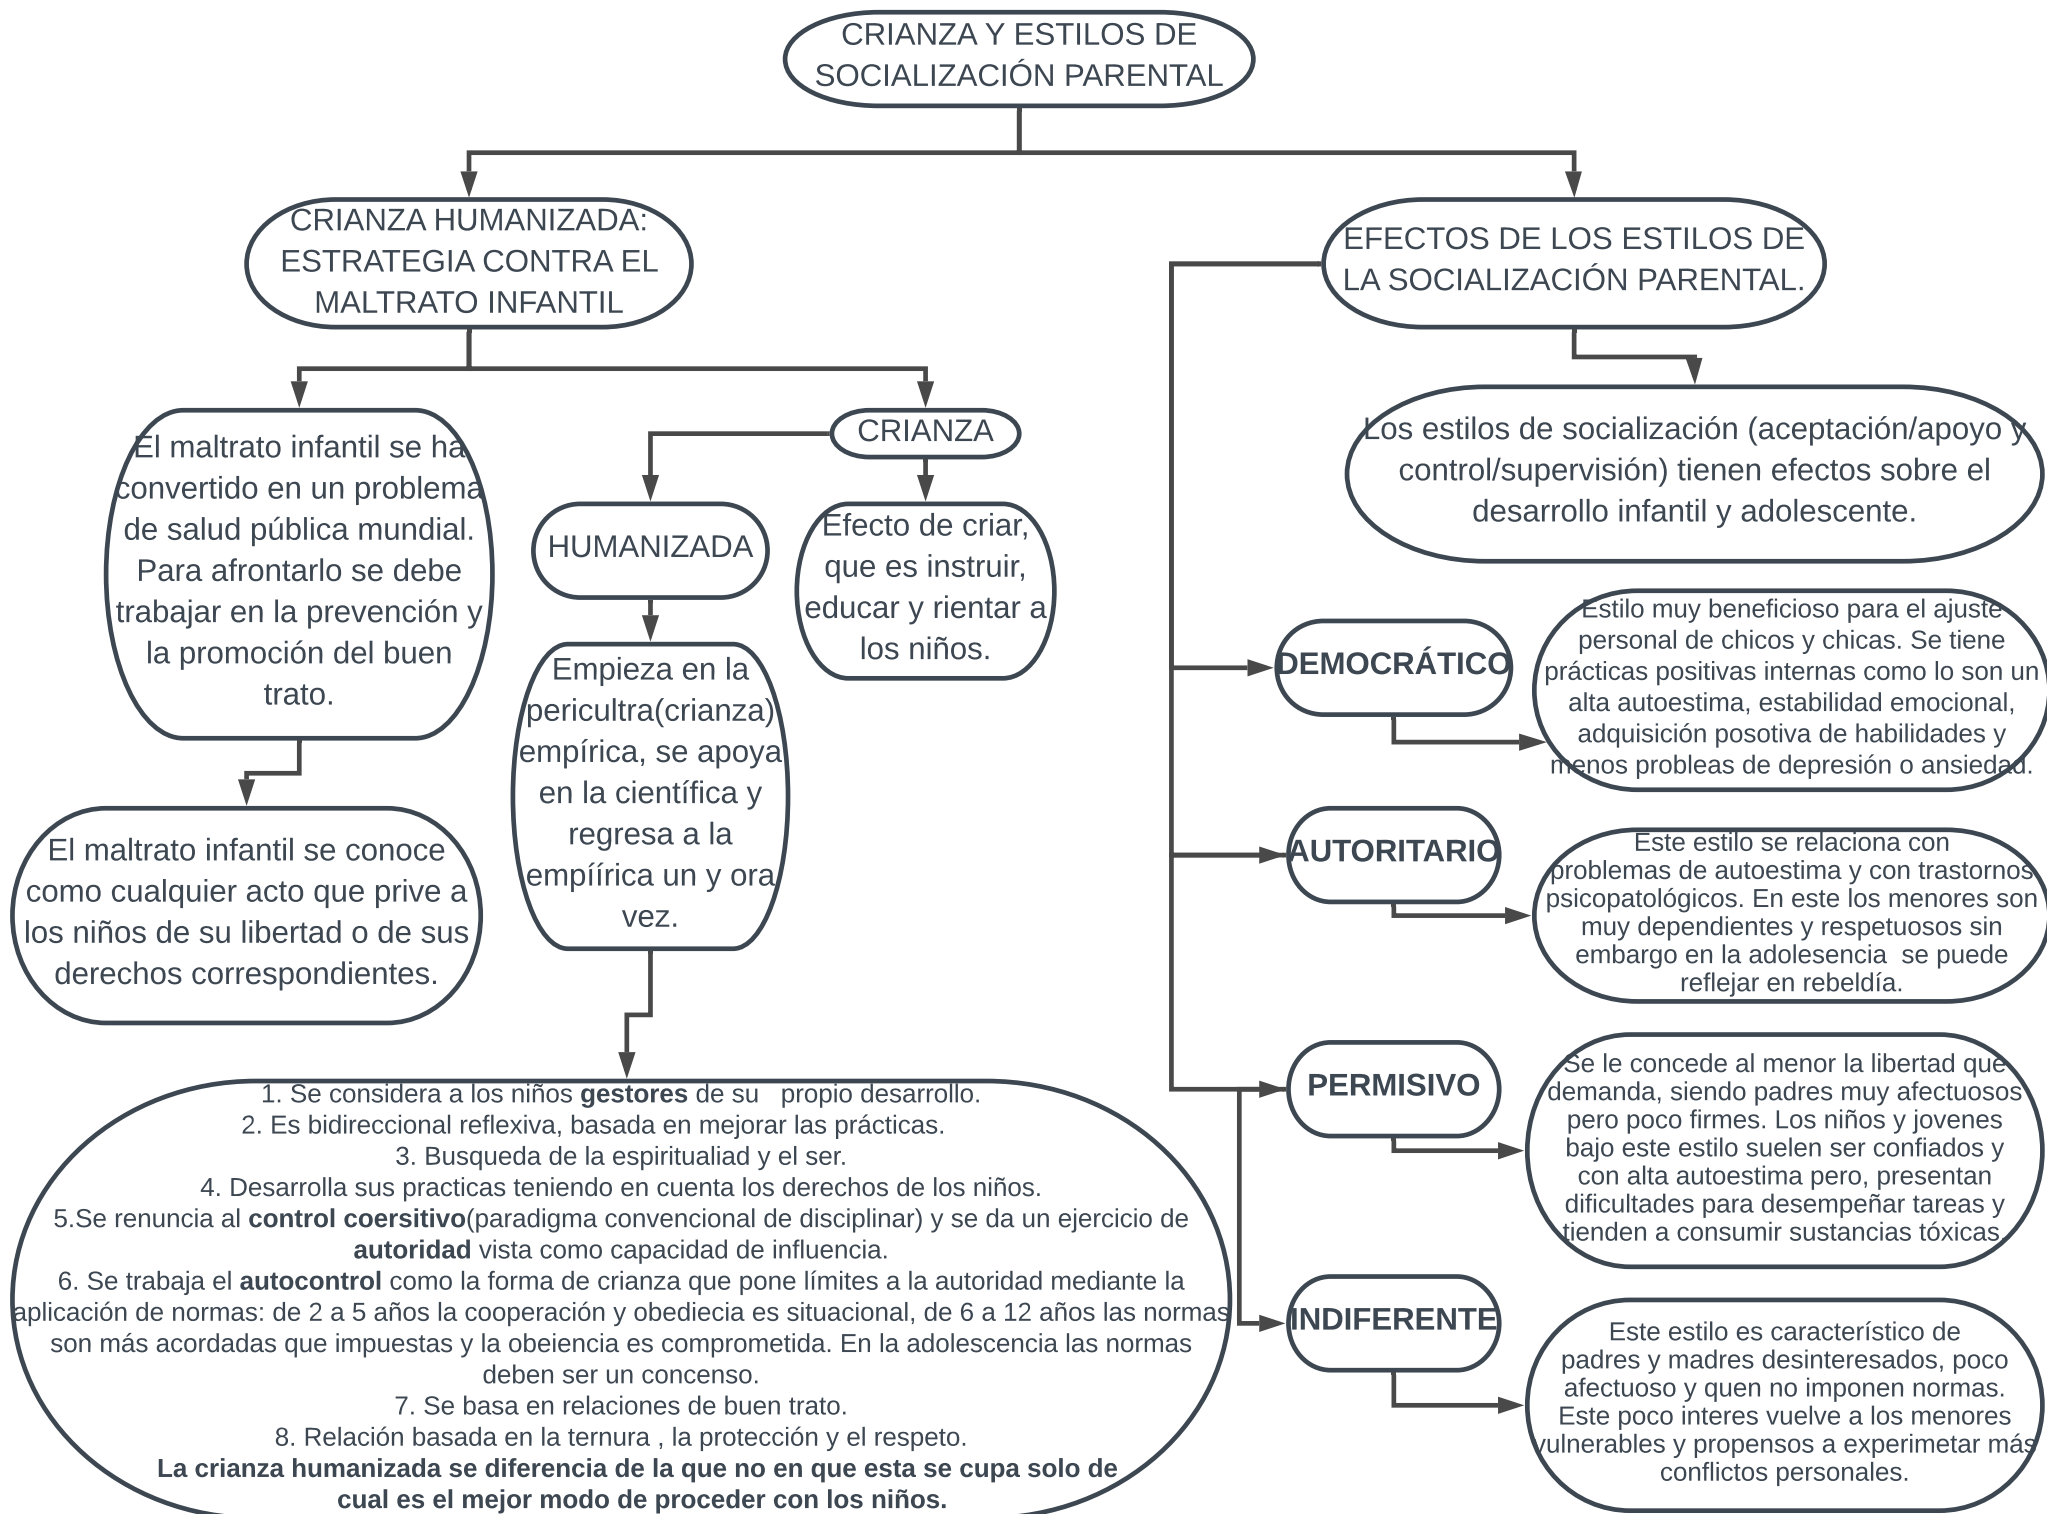 CRIANZA Y ESTILOS DE
SOCIALIZACIÓN PARENTAL
CRIANZA HUMANIZADA:
ESTRATEGIA CONTRA EL
MALTRATO INFANTIL
El maltrato infantil se ha
convertido en un problema
de salud pública mundial.
Para afrontarlo se debe
trabajar en la prevención y
la promoción del buen
trato.
El maltrato infantil se conoce
como cualquier acto que prive a
los niños de su libertad o de sus
derechos correspondientes.
CRIANZA
HUMANIZADA
Efecto de criar,
que es instruir,
educar y rientar a
los niños.
Empieza en la
pericultra(crianza)
empírica, se apoya
en la científica y
regresa a la
empíírica un y ora
vez.
1. Se considera a los niños gestores de su   propio desarrollo.
2. Es bidireccional reflexiva, basada en mejorar las prácticas.
3. Busqueda de la espiritualiad y el ser.
4. Desarrolla sus practicas teniendo en cuenta los derechos de los niños.
5.Se renuncia al control coersitivo(paradigma convencional de disciplinar) y se da un ejercicio de
autoridad vista como capacidad de influencia.
6. Se trabaja el autocontrol como la forma de crianza que pone límites a la autoridad mediante la
aplicación de normas: de 2 a 5 años la cooperación y obediecia es situacional, de 6 a 12 años las normas
son más acordadas que impuestas y la obeiencia es comprometida. En la adolescencia las normas
deben ser un concenso.
7. Se basa en relaciones de buen trato.
8. Relación basada en la ternura , la protección y el respeto.
La crianza humanizada se diferencia de la que no en que esta se cupa solo de
cual es el mejor modo de proceder con los niños.
EFECTOS DE LOS ESTILOS DE
LA SOCIALIZACIÓN PARENTAL.
Los estilos de socialización (aceptación/apoyo y
control/supervisión) tienen efectos sobre el
desarrollo infantil y adolescente.
DEMOCRÁTICO
Estilo muy beneficioso para el ajuste
personal de chicos y chicas. Se tiene
prácticas positivas internas como lo son un
alta autoestima, estabilidad emocional,
adquisición posotiva de habilidades y
menos probleas de depresión o ansiedad.
AUTORITARIO
Este estilo se relaciona con
problemas de autoestima y con trastornos
psicopatológicos. En este los menores son
muy dependientes y respetuosos sin
embargo en la adolesencia  se puede
reflejar en rebeldía.
PERMISIVO
Se le concede al menor la libertad que
demanda, siendo padres muy afectuosos
pero poco firmes. Los niños y jovenes
bajo este estilo suelen ser confiados y
con alta autoestima pero, presentan
dificultades para desempeñar tareas y
tienden a consumir sustancias tóxicas.
INDIFERENTE
Este estilo es característico de
padres y madres desinteresados, poco
afectuoso y quen no imponen normas.
Este poco interes vuelve a los menores
vulnerables y propensos a experimetar más
conflictos personales.